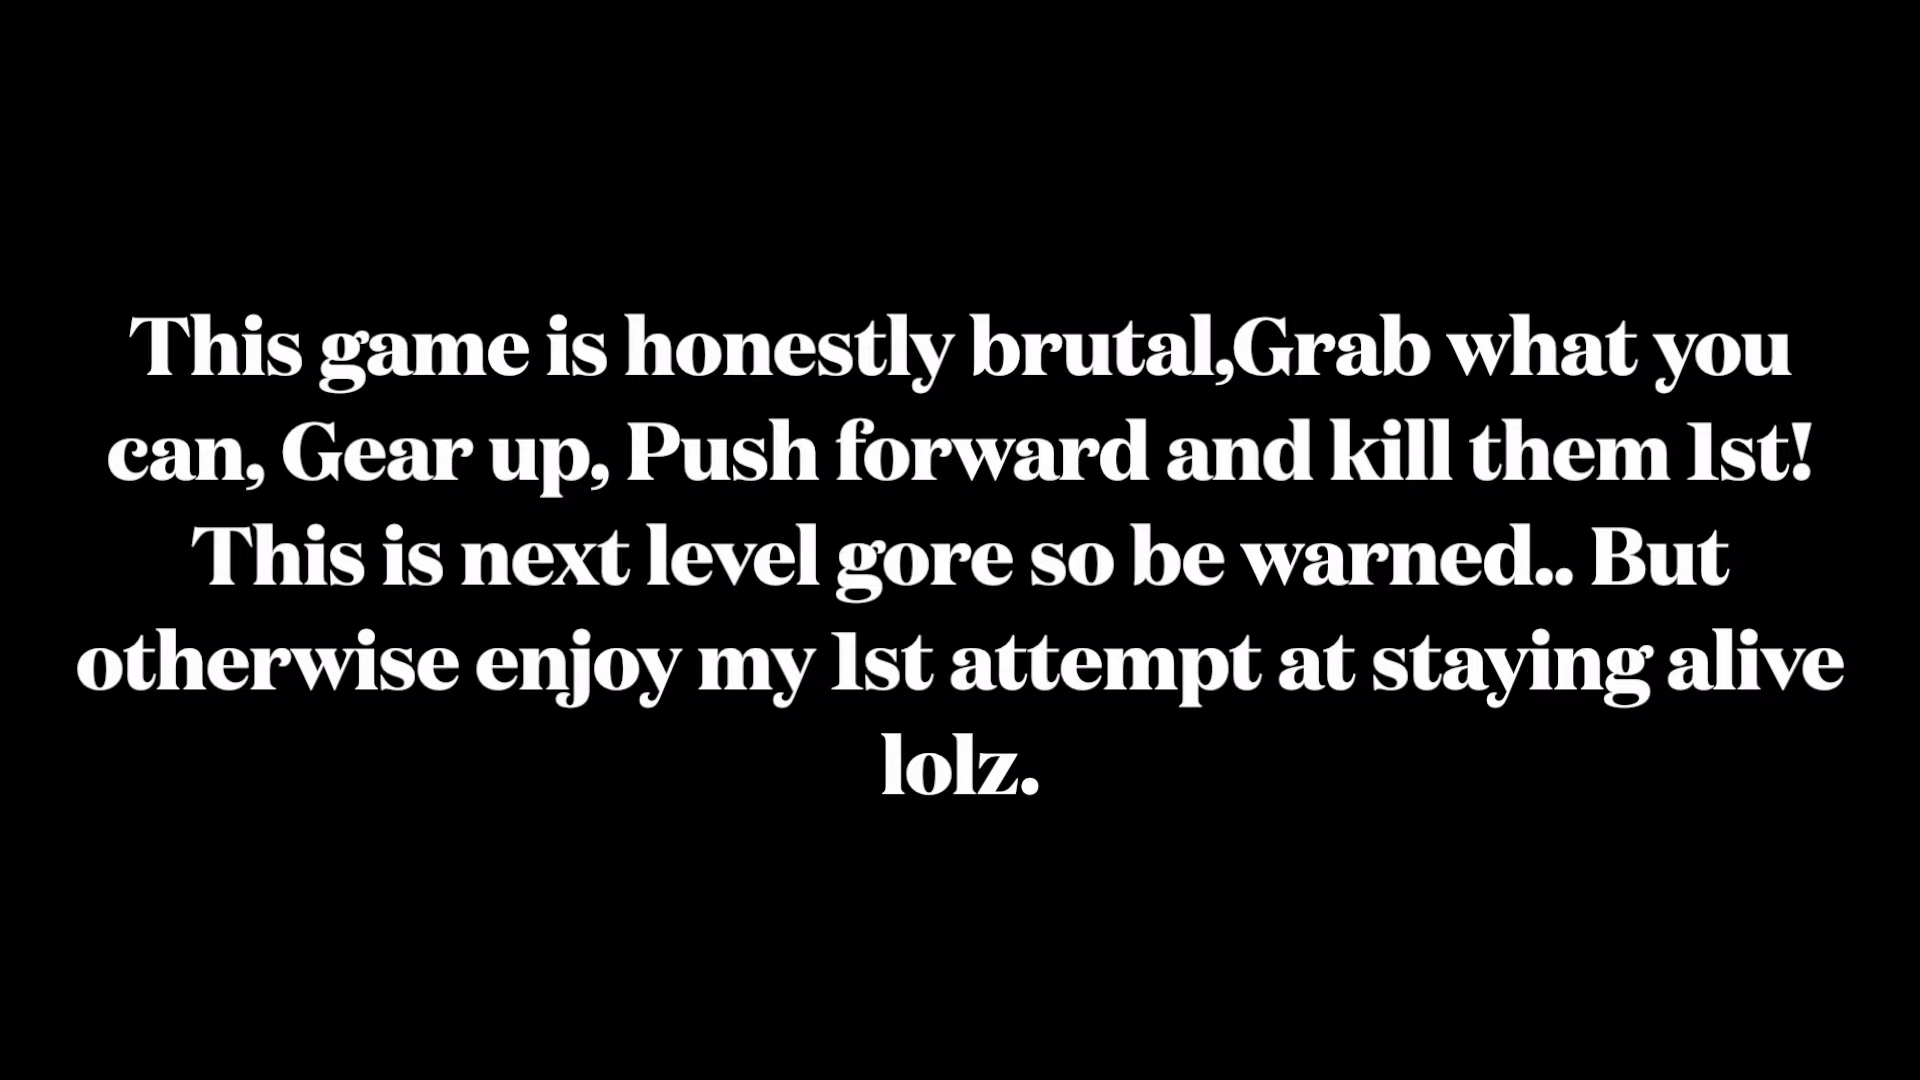 This game is honestly brutal,Grab what you
can, Gear up, Push forward and kill them 1st!
This is next level gore so be warned.. But
otherwise enjoy my 1st attempt at staying alive
lolz.